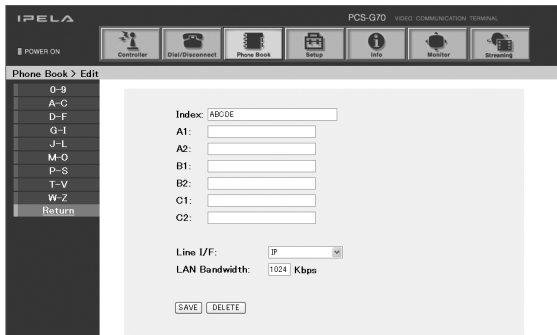 IPELA
PCS-G70 VIDEO COMMUNICATION TERMINAL
POWER ON
Controller Dial/Disconnect Phone Book Setup Info Monitor Streaming
Phone Book > Edit
0-9
A-C
D-F
G-I
J-L
M-O
P-S
T-V
W-Z
Return
Index: ABCDE
A1:
A2:
B1:
B2:
C1:
C2:
Line I/F: IP
LAN Bandwidth: 1024 Kbps
SAVE DELETE